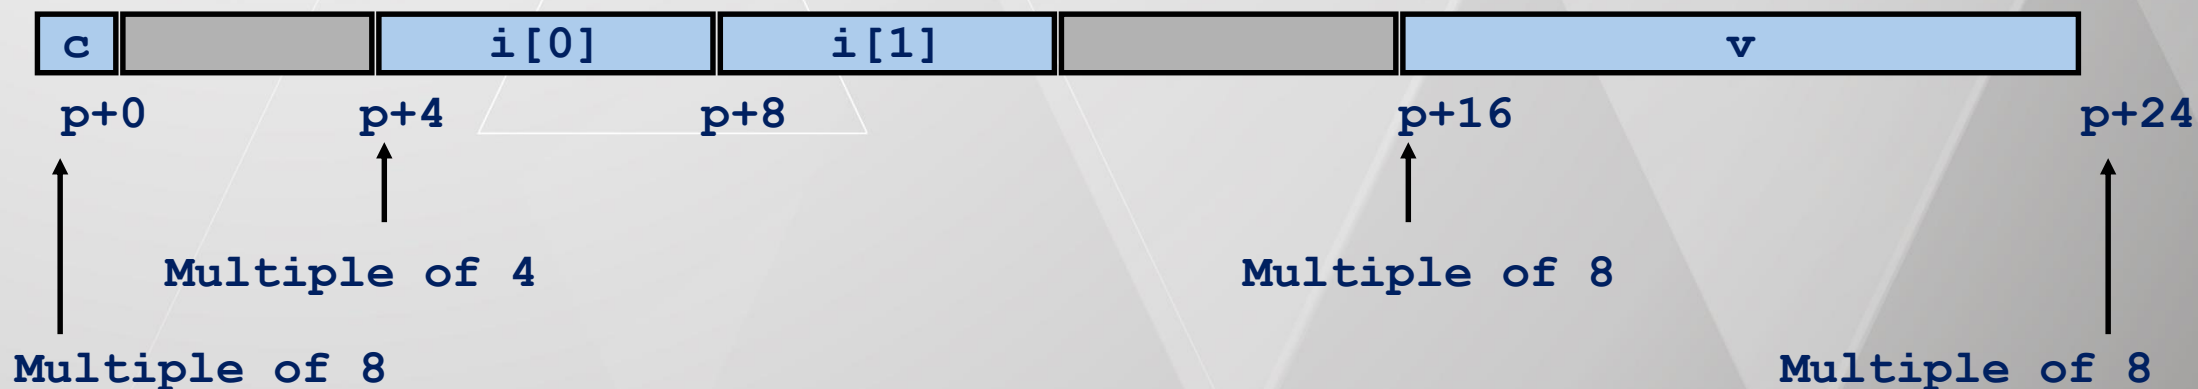 c i[0] i[1] v
p+0 p+4 p+8 p+16 p+24
Multiple of 4 Multiple of 8
Multiple of 8 Multiple of 8